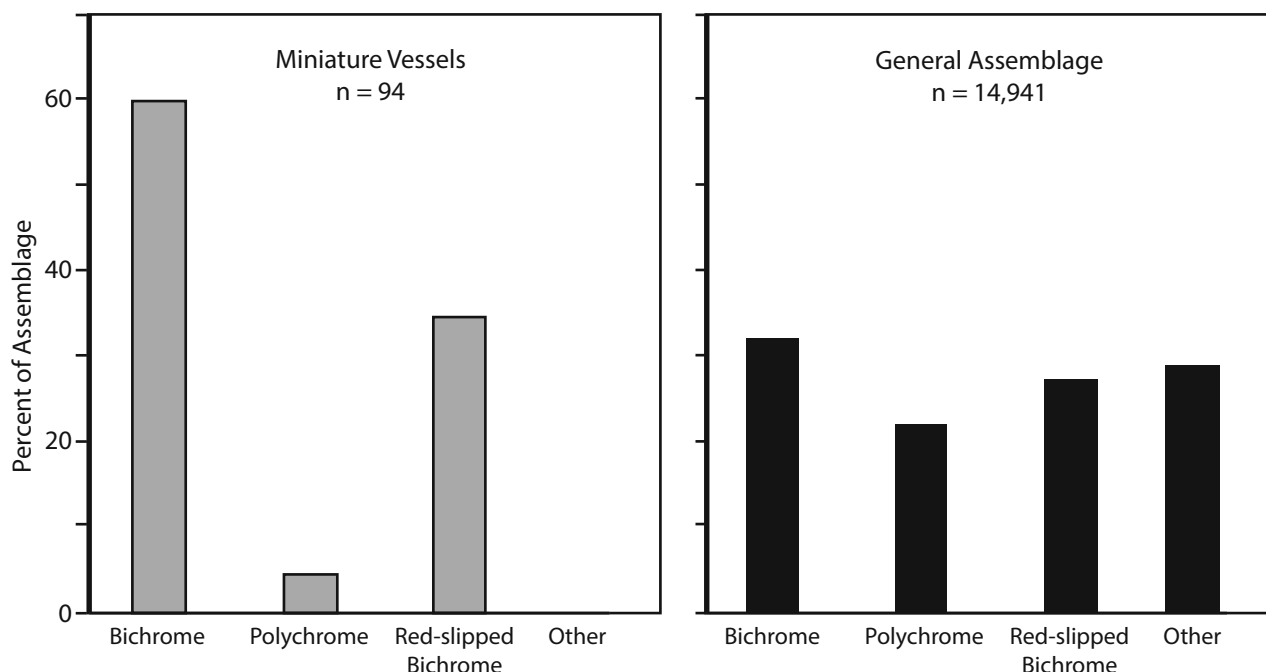 Miniature Vessels
n = 94
Percent of Assemblage
60
40
20
0
Bichrome
Polychrome
Red-slipped
Bichrome
Other
General Assemblage
n = 14,941
Bichrome
Polychrome
Red-slipped
Bichrome
Other